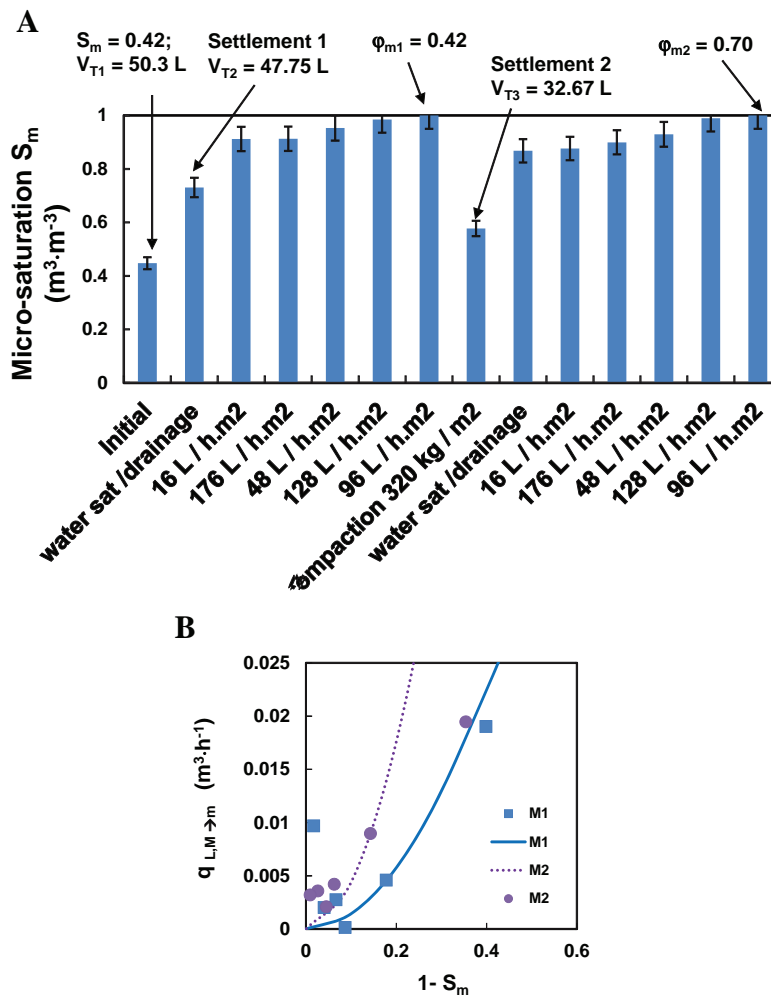 A
S_m = 0.42;
V_T1 = 50.3 L
Settlement 1
V_T2 = 47.75 L
φ_m1 = 0.42
Settlement 2
V_T3 = 32.67 L
φ_m2 = 0.70
Micro-saturation S_m
(m³·m⁻³)
1
0.8
0.6
0.4
0.2
0
Initial
water sat /drainage
16 L / h.m2
176 L / h.m2
48 L / h.m2
128 L / h.m2
96 L / h.m2
ompaction 320 kg / m2
water sat /drainage
16 L / h.m2
176 L / h.m2
48 L / h.m2
128 L / h.m2
96 L / h.m2
B
q L,M→m (m³·h⁻¹)
0.025
0.02
0.015
0.01
0.005
0
M1
M1
M2
M2
0
0.2
0.4
0.6
1- S_m